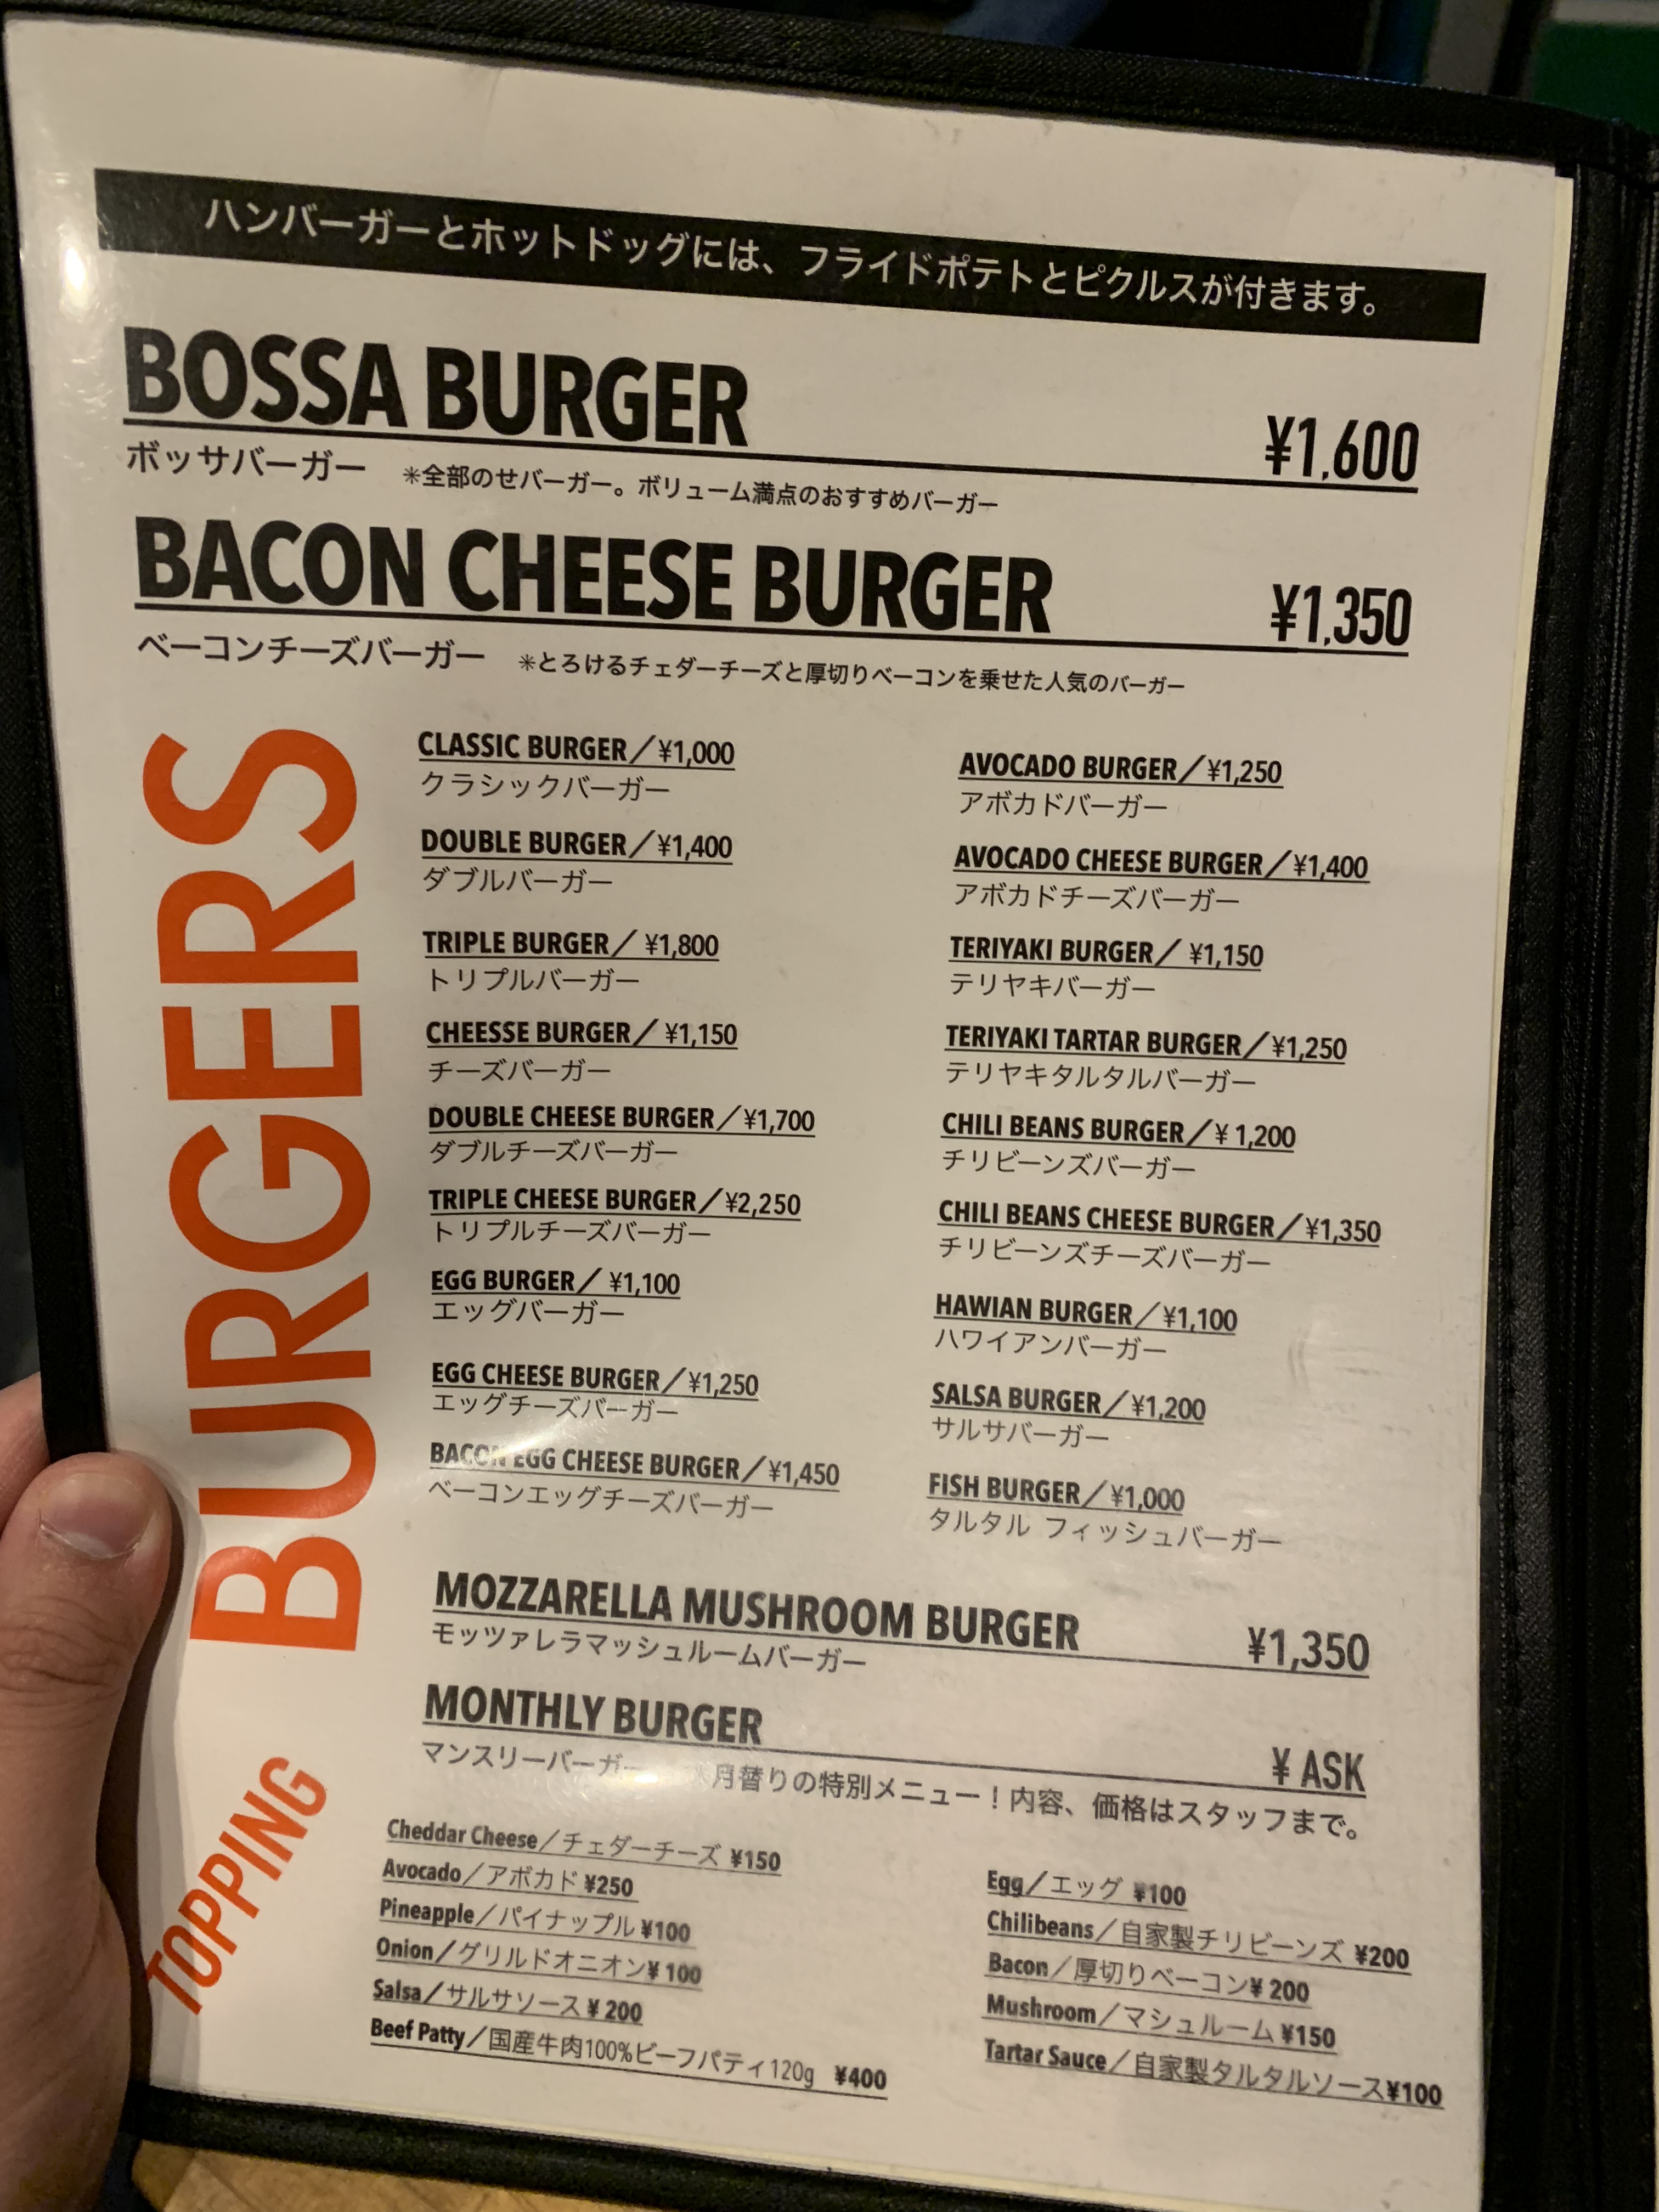 ハンバーガーとホットドッグには、フライドポテトとピクルスが付きます。
BOSSA BURGER ¥1,600
ボッサバーガー ✳全部のせバーガー。ボリューム満点のおすすめバーガー
BACON CHEESE BURGER ¥1,350
ベーコンチーズバーガー ✳とろけるチェダーチーズと厚切りベーコンを乗せた人気のバーガー
BURGERS
CLASSIC BURGER／¥1,000
クラシックバーガー
DOUBLE BURGER／¥1,400
ダブルバーガー
TRIPLE BURGER／ ¥1,800
トリプルバーガー
CHEESSE BURGER／ ¥1,150
チーズバーガー
DOUBLE CHEESE BURGER／¥1,700
ダブルチーズバーガー
TRIPLE CHEESE BURGER／¥2,250
トリプルチーズバーガー
EGG BURGER／ ¥1,100
エッグバーガー
EGG CHEESE BURGER／¥1,250
エッグチーズバーガー
BACON EGG CHEESE BURGER／¥1,450
ベーコンエッグチーズバーガー
AVOCADO BURGER／¥1,250
アボカドバーガー
AVOCADO CHEESE BURGER／¥1,400
アボカドチーズバーガー
TERIYAKI BURGER／ ¥1,150
テリヤキバーガー
TERIYAKI TARTAR BURGER／¥1,250
テリヤキタルタルバーガー
CHILI BEANS BURGER／¥ 1,200
チリビーンズバーガー
CHILI BEANS CHEESE BURGER／¥1,350
チリビーンズチーズバーガー
HAWIAN BURGER／¥1,100
ハワイアンバーガー
SALSA BURGER／¥1,200
サルサバーガー
FISH BURGER／¥1,000
タルタル フィッシュバーガー
MOZZARELLA MUSHROOM BURGER ¥1,350
モッツァレラマッシュルームバーガー
MONTHLY BURGER ¥ ASK
マンスリーバーガー 月替りの特別メニュー！内容、価格はスタッフまで。
TOPPING
Cheddar Cheese／チェダーチーズ ¥150
Avocado／アボカド ¥250
Pineapple／パイナップル ¥100
Onion／グリルドオニオン¥ 100
Salsa／サルサソース ¥ 200
Beef Patty／国産牛肉100%ビーフパティ120g ¥400
Egg／エッグ ¥100
Chilibeans／自家製チリビーンズ ¥200
Bacon／厚切りベーコン¥ 200
Mushroom／マシュルーム ¥150
Tartar Sauce／自家製タルタルソース¥100